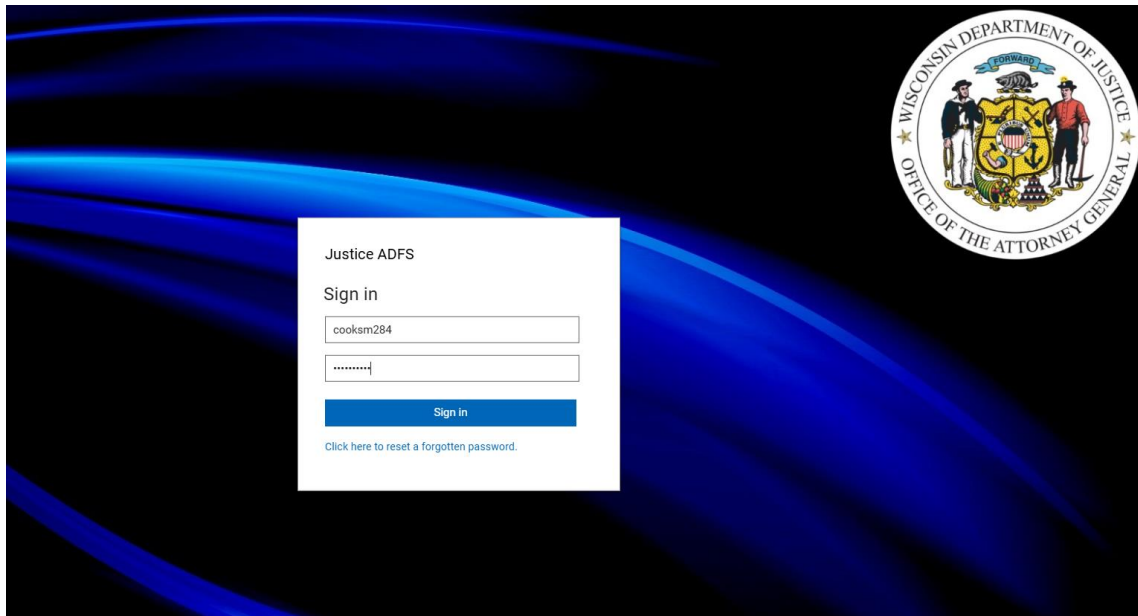 WISCONSIN DEPARTMENT OF JUSTICE
FORWARD
OFFICE OF THE ATTORNEY GENERAL
Justice ADFS
Sign in
cooksm284
••••••••••
Sign in
Click here to reset a forgotten password.